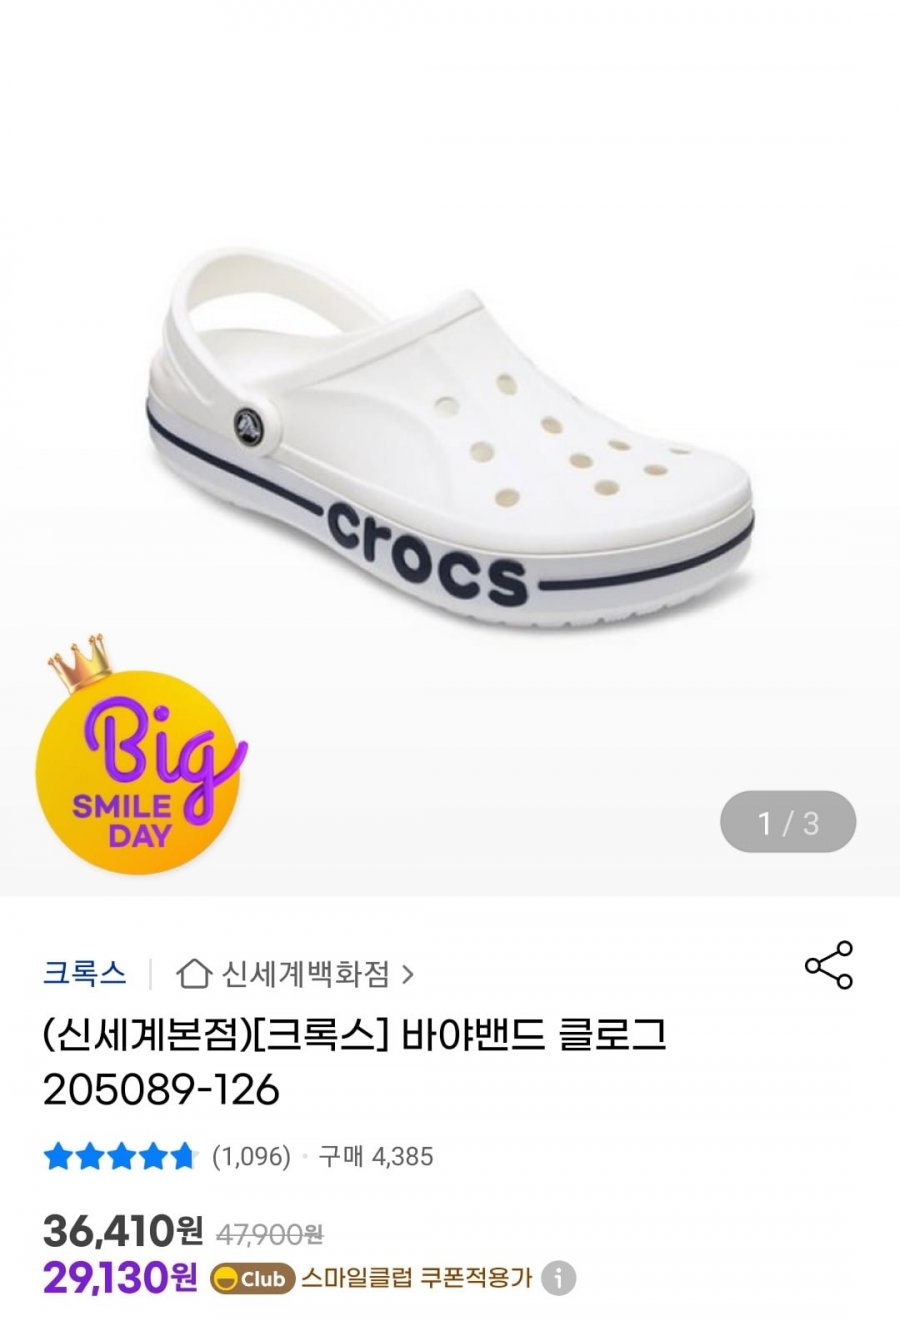 crocs
Big
SMILE
DAY
1 / 3
크록스
신세계백화점 >
(신세계본점)[크록스] 바야밴드 클로그
205089-126
(1,096) · 구매 4,385
36,410원 47,900원
29,130원 Club 스마일클럽 쿠폰적용가 i